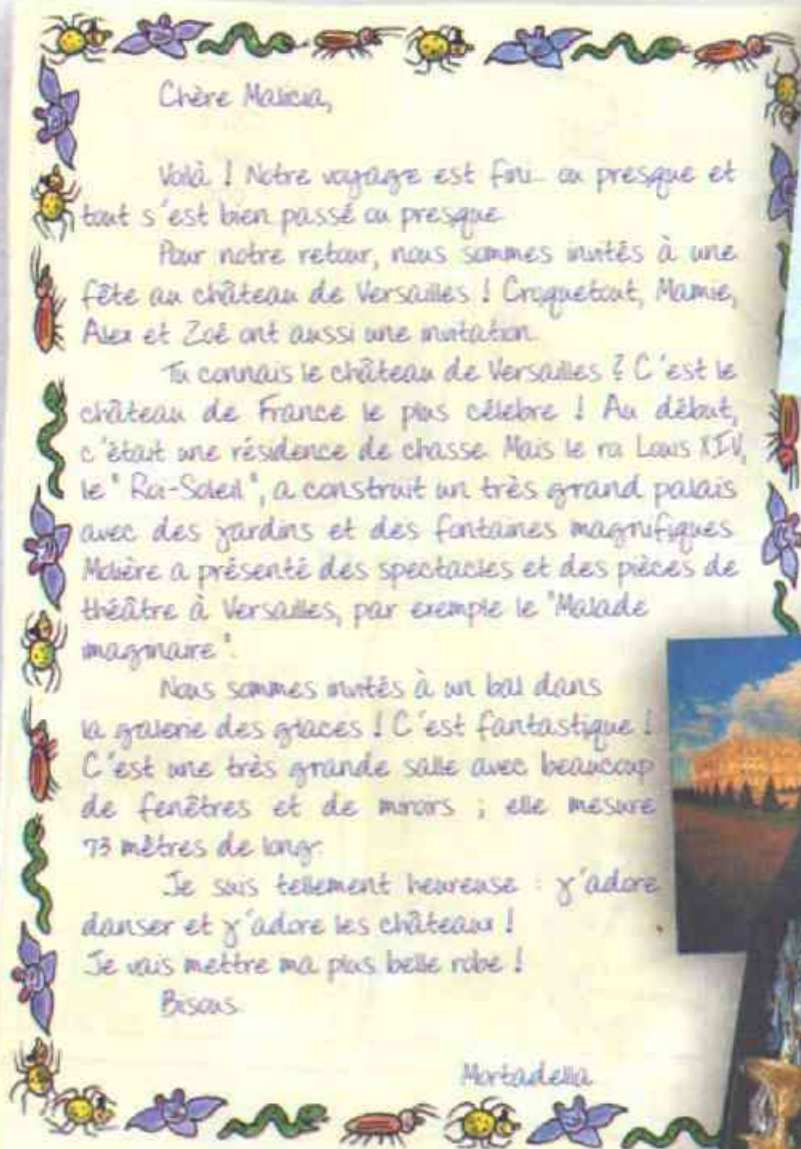 Chère Malicia,
Voilà ! Notre voyage est fini... ou presque et
tout s'est bien passé ou presque.
Pour notre retour, nous sommes invités à une
fête au château de Versailles ! Croquetout, Mamie,
Alex et Zoé ont aussi une invitation.
Tu connais le château de Versailles ? C'est le
château de France le plus célèbre ! Au début,
c'était une résidence de chasse. Mais le roi Louis XIV,
le "Roi-Soleil", a construit un très grand palais
avec des jardins et des fontaines magnifiques.
Molière a présenté des spectacles et des pièces de
théâtre à Versailles, par exemple le "Malade
imaginaire".
Nous sommes invités à un bal dans
la galerie des glaces ! C'est fantastique !
C'est une très grande salle avec beaucoup
de fenêtres et de miroirs ; elle mesure
73 mètres de long.
Je suis tellement heureuse : j'adore
danser et j'adore les châteaux !
Je vais mettre ma plus belle robe !
Bisous.
Mortadella